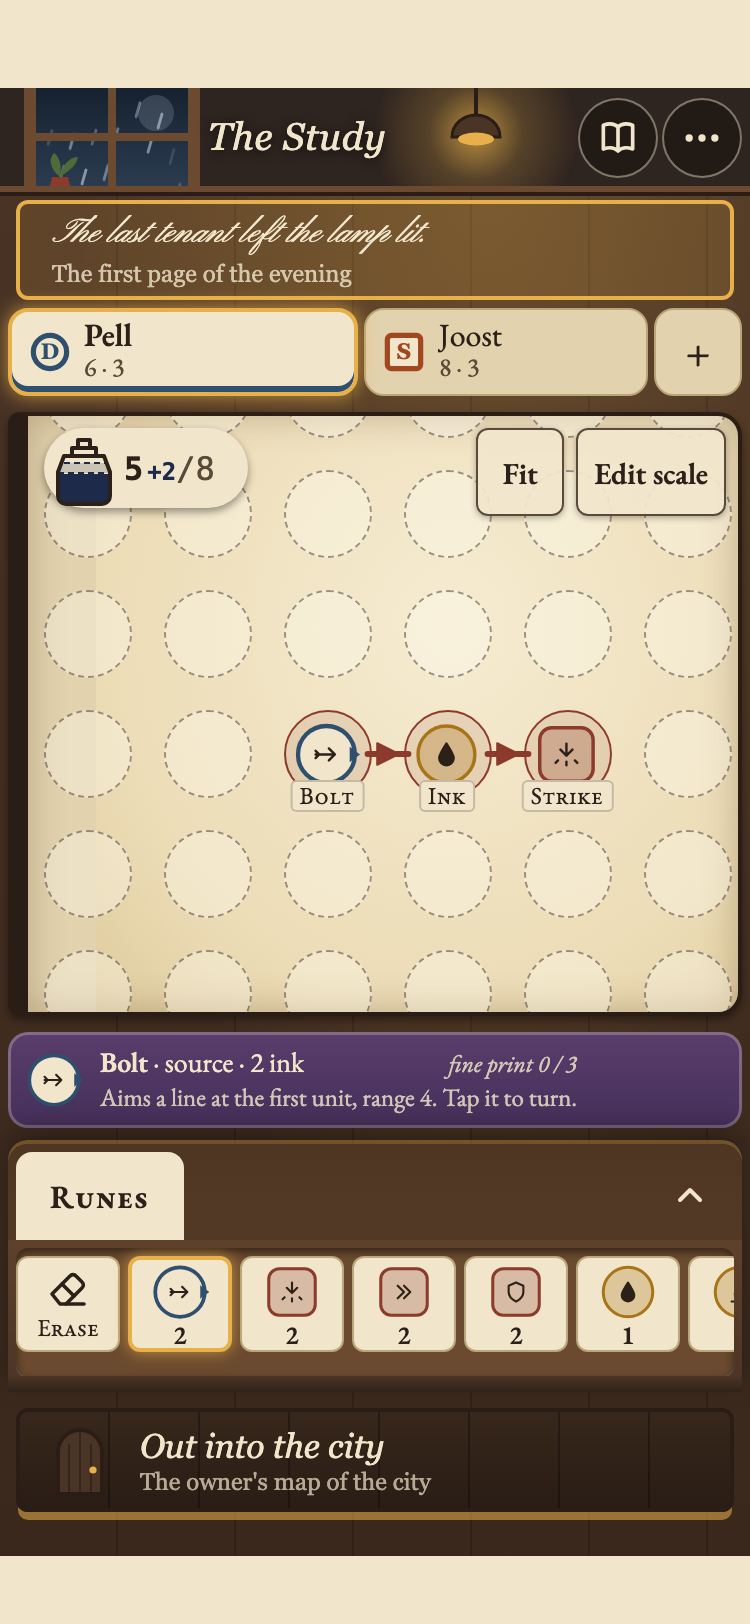 The Study
The last tenant left the lamp lit.
The first page of the evening
D Pell
6 · 3
S Joost
8 · 3
+
5+2/8
Fit
Edit scale
BOLT
INK
STRIKE
Bolt · source · 2 ink
fine print 0 / 3
Aims a line at the first unit, range 4. Tap it to turn.
RUNES
ERASE
2
2
2
2
1
Out into the city
The owner's map of the city